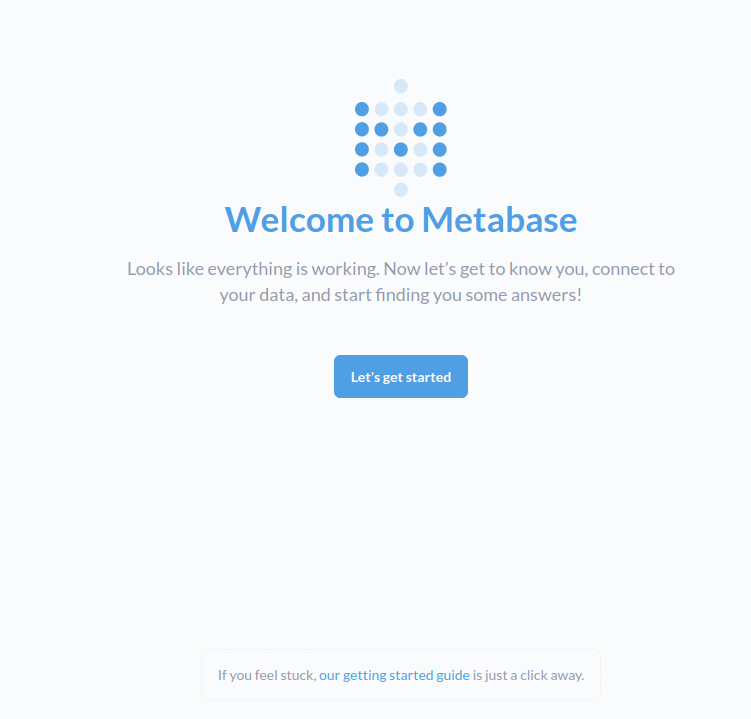 Welcome to Metabase
Looks like everything is working. Now let’s get to know you, connect to
your data, and start finding you some answers!
Let's get started
If you feel stuck, our getting started guide is just a click away.